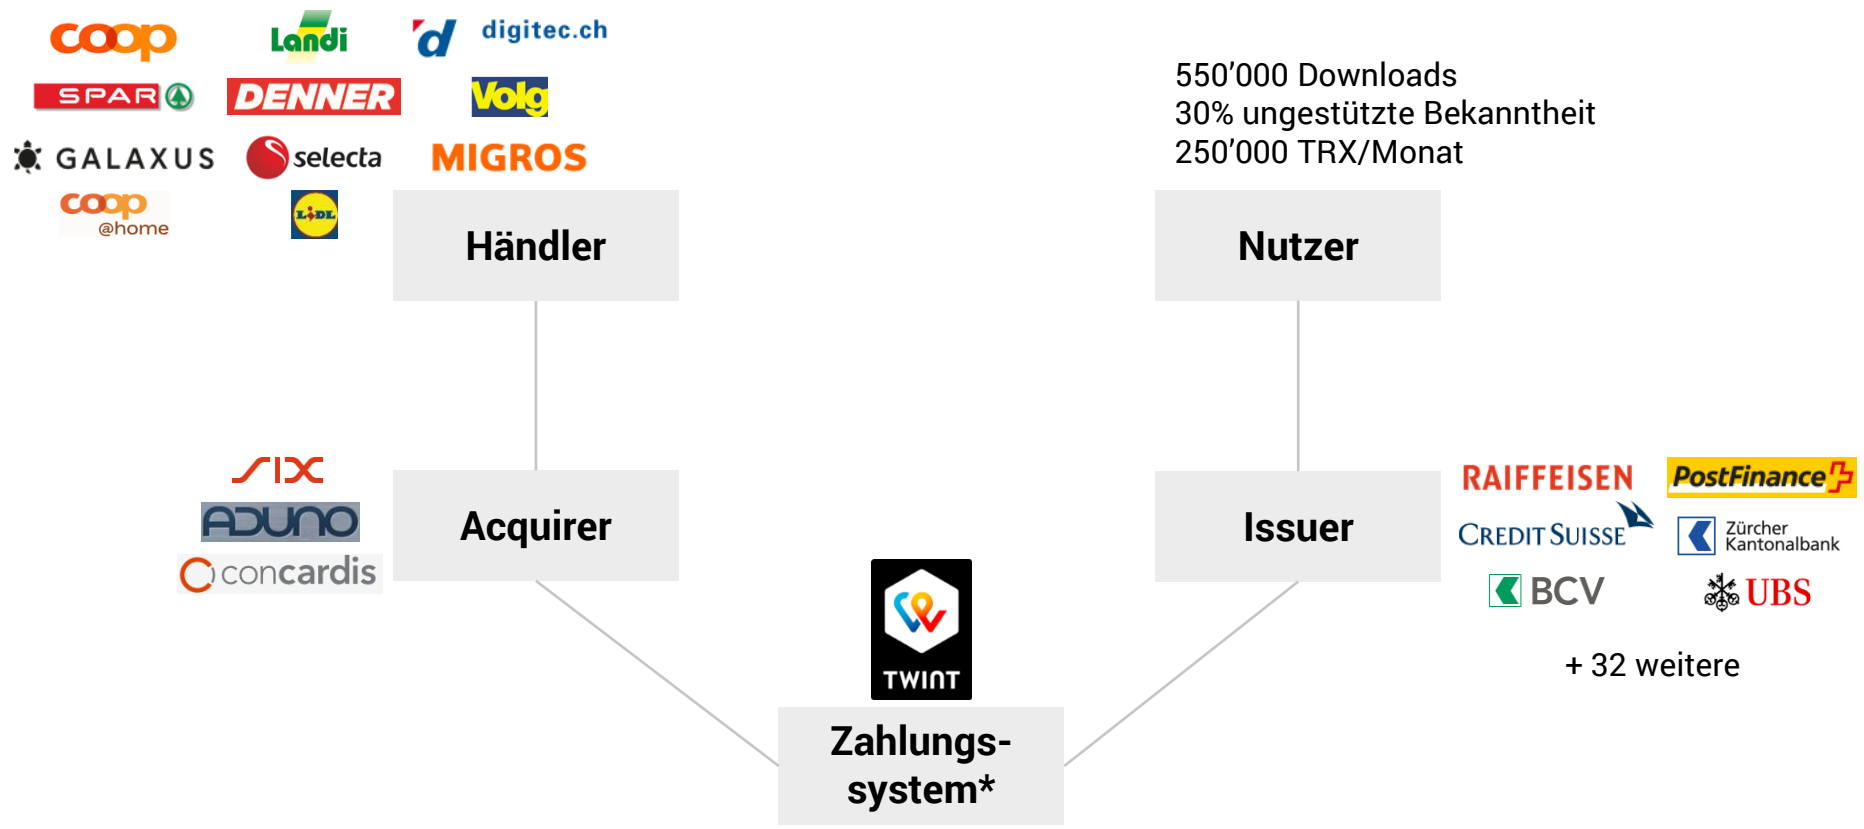 coop
Landi
digitec.ch
SPAR
DENNER
Volg
GALAXUS
selecta
MIGROS
coop
@home
LiDL
Händler
550’000 Downloads
30% ungestützte Bekanntheit
250’000 TRX/Monat
Nutzer
SIX
ADUNO
concardis
Acquirer
Issuer
RAIFFEISEN
PostFinance
CREDIT SUISSE
Zürcher
Kantonalbank
BCV
UBS
+ 32 weitere
TWINT
Zahlungs-
system*